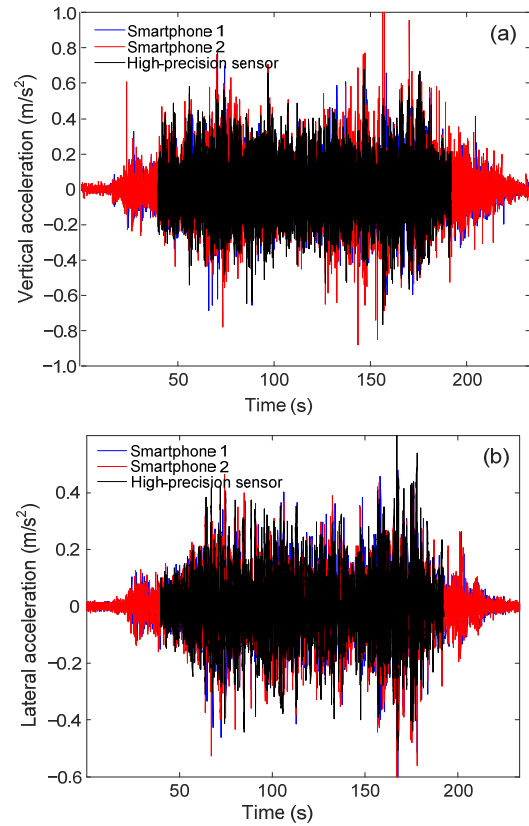 (a)
Smartphone 1
Smartphone 2
High-precision sensor
Vertical acceleration (m/s²)
1.0
0.8
0.6
0.4
0.2
0
−0.2
−0.4
−0.6
−0.8
−1.0
50 100 150 200
Time (s)
(b)
Smartphone 1
Smartphone 2
High-precision sensor
Lateral acceleration (m/s²)
0.4
0.2
0
−0.2
−0.4
−0.6
50 100 150 200
Time (s)